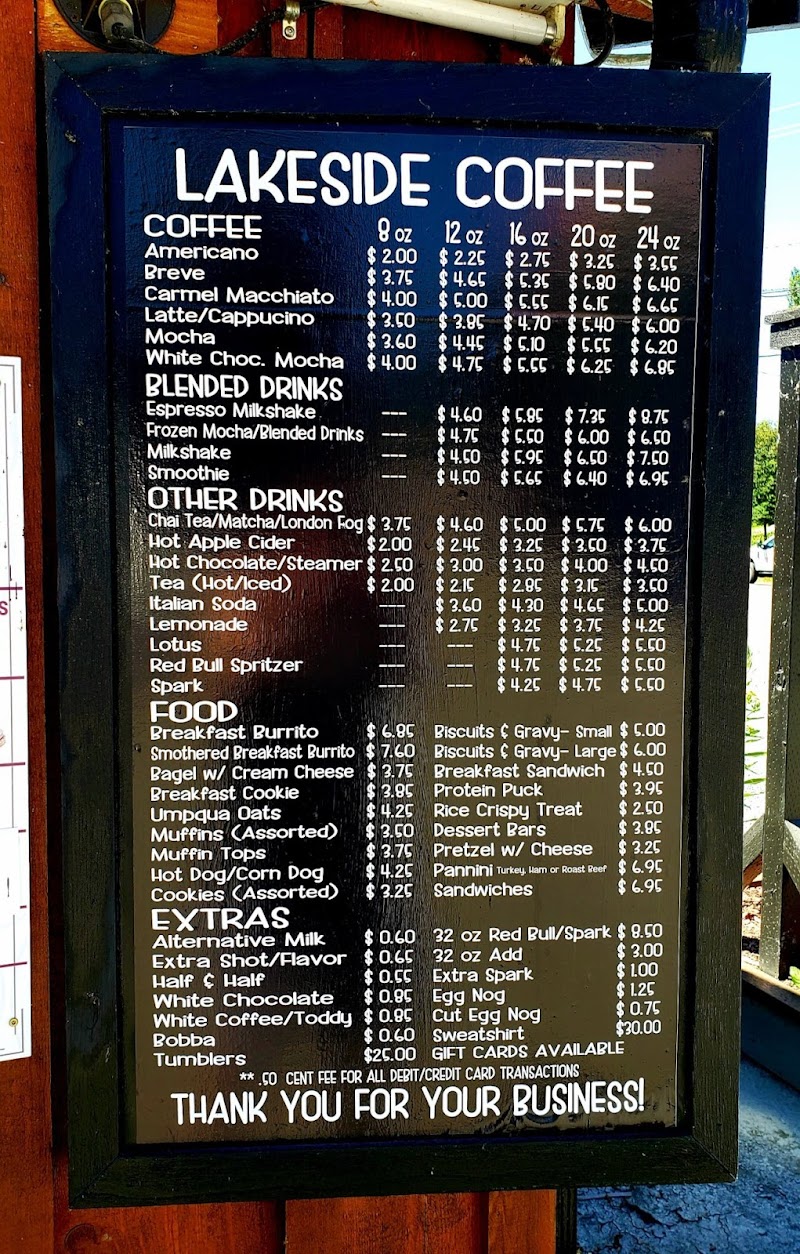 LAKESIDE COFFEE
COFFEE 8 oz 12 oz 16 oz 20 oz 24 oz
Americano $ 2.00 $ 2.25 $ 2.75 $ 3.25 $ 3.55
Breve $ 3.75 $ 4.65 $ 5.35 $ 5.80 $ 6.40
Carmel Macchiato $ 4.00 $ 5.00 $ 5.55 $ 6.15 $ 6.65
Latte/Cappucino $ 3.50 $ 3.85 $ 4.70 $ 5.40 $ 6.00
Mocha $ 3.60 $ 4.45 $ 5.10 $ 5.55 $ 6.20
White Choc. Mocha $ 4.00 $ 4.75 $ 5.55 $ 6.25 $ 6.85
BLENDED DRINKS
Espresso Milkshake --- $ 4.60 $ 5.85 $ 7.35 $ 8.75
Frozen Mocha/Blended Drinks --- $ 4.75 $ 5.50 $ 6.00 $ 6.50
Milkshake --- $ 4.50 $ 5.95 $ 6.50 $ 7.50
Smoothie --- $ 4.50 $ 5.65 $ 6.40 $ 6.95
OTHER DRINKS
Chai Tea/Matcha/London Fog $ 3.75 $ 4.60 $ 5.00 $ 5.75 $ 6.00
Hot Apple Cider $2.00 $ 2.45 $ 3.25 $ 3.50 $ 3.75
Hot Chocolate/Steamer $ 2.50 $ 3.00 $ 3.50 $ 4.00 $ 4.50
Tea (Hot/Iced) $ 2.00 $ 2.15 $ 2.85 $ 3.15 $ 3.50
Italian Soda --- $ 3.60 $ 4.30 $ 4.65 $ 5.00
Lemonade --- $ 2.75 $ 3.25 $ 3.75 $ 4.25
Lotus --- --- $ 4.75 $ 5.25 $ 5.50
Red Bull Spritzer --- --- $ 4.75 $ 5.25 $ 5.50
Spark --- --- $ 4.25 $ 4.75 $ 5.50
FOOD
Breakfast Burrito $ 6.85 Biscuits & Gravy- Small $ 5.00
Smothered Breakfast Burrito $ 7.60 Biscuits & Gravy- Large $ 6.00
Bagel w/ Cream Cheese $ 3.75 Breakfast Sandwich $ 4.50
Breakfast Cookie $ 3.85 Protein Puck $ 3.95
Umpqua Oats $ 4.25 Rice Crispy Treat $ 2.50
Muffins (Assorted) $ 3.50 Dessert Bars $ 3.85
Muffin Tops $ 3.75 Pretzel w/ Cheese $ 3.25
Hot Dog/Corn Dog $ 4.25 Pannini Turkey, Ham or Roast Beef $ 6.95
Cookies (Assorted) $ 3.25 Sandwiches $ 6.95
EXTRAS
Alternative Milk $ 0.60 32 oz Red Bull/Spark $ 8.50
Extra Shot/Flavor $ 0.65 32 oz Add $ 3.00
Half & Half $ 0.55 Extra Spark $ 1.00
White Chocolate $ 0.85 Egg Nog $ 1.25
White Coffee/Toddy $ 0.85 Cut Egg Nog $ 0.75
Bobba $ 0.60 Sweatshirt $30.00
Tumblers $25.00 GIFT CARDS AVAILABLE
** .50 CENT FEE FOR ALL DEBIT/CREDIT CARD TRANSACTIONS
THANK YOU FOR YOUR BUSINESS!